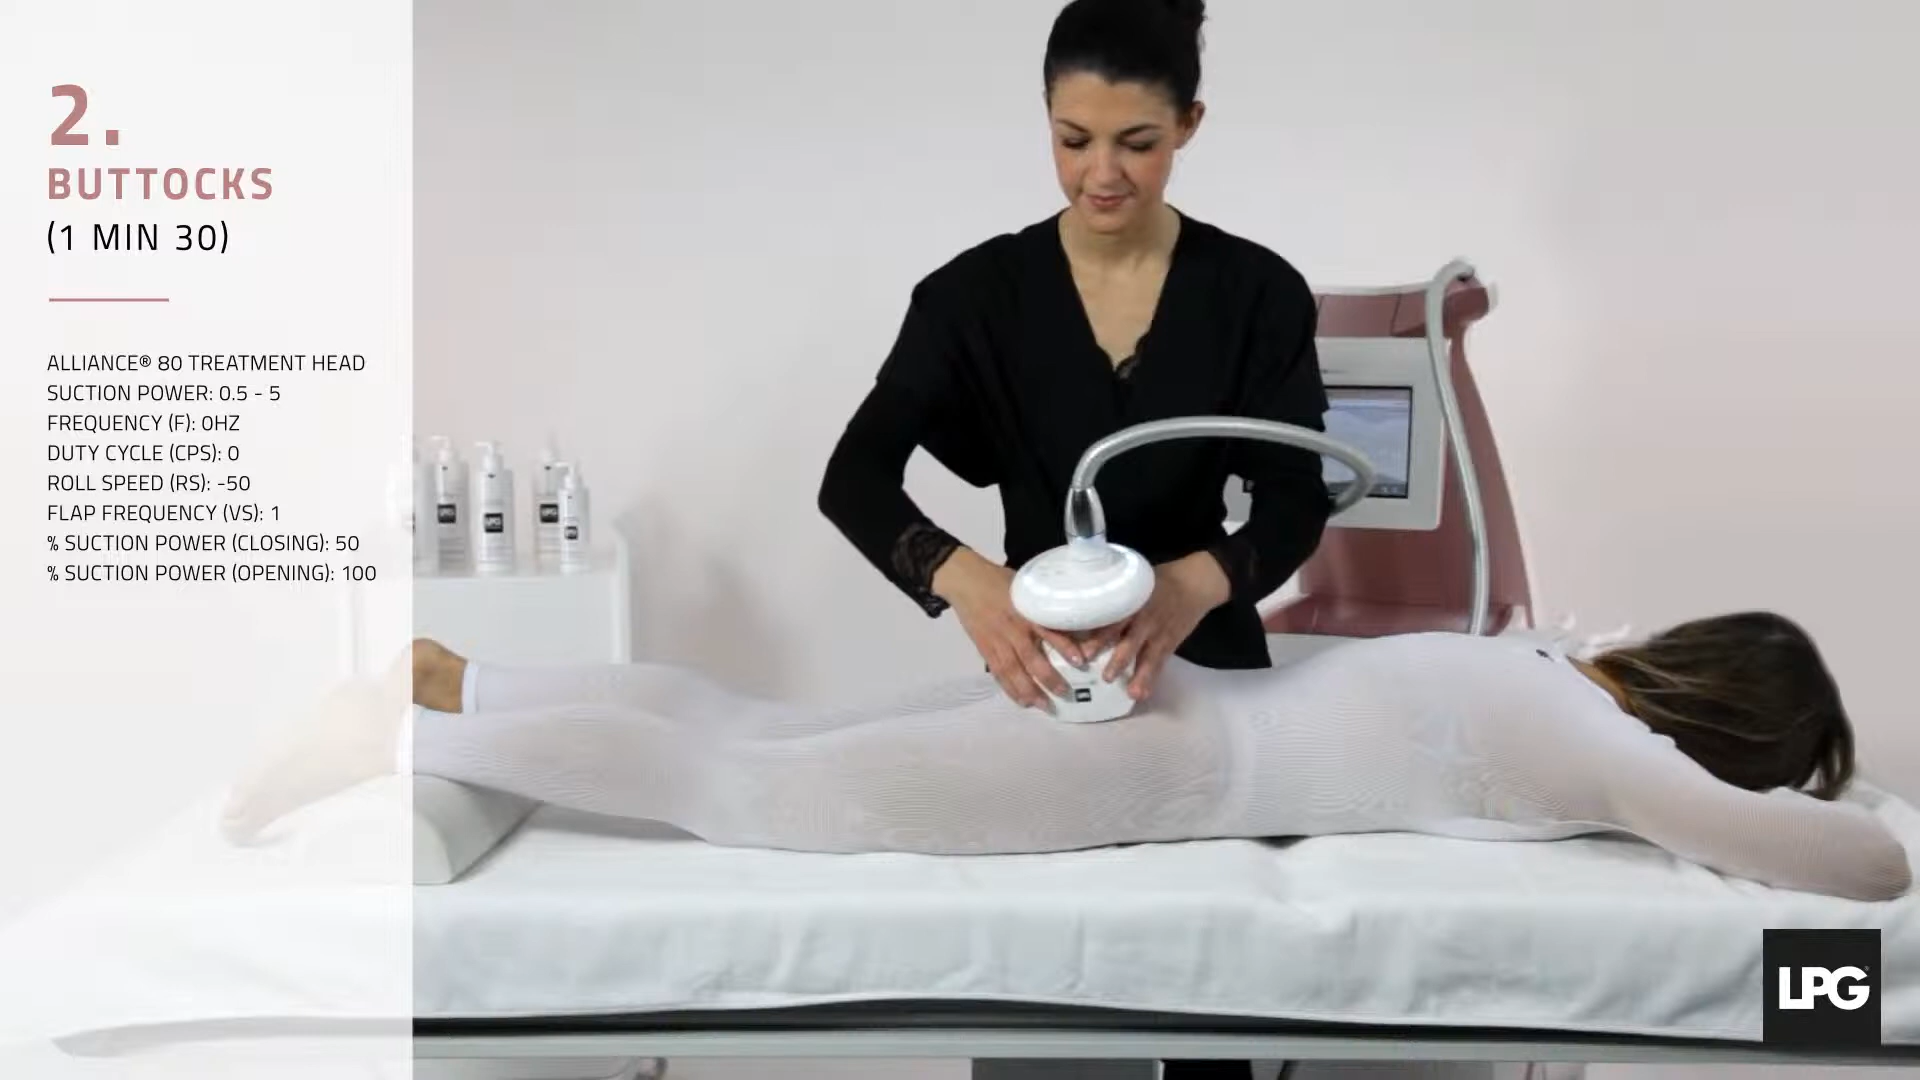 2.
BUTTOCKS
(1 MIN 30)
ALLIANCE® 80 TREATMENT HEAD
SUCTION POWER: 0.5 - 5
FREQUENCY (F): 0HZ
DUTY CYCLE (CPS): 0
ROLL SPEED (RS): -50
FLAP FREQUENCY (VS): 1
% SUCTION POWER (CLOSING): 50
% SUCTION POWER (OPENING): 100
LPG